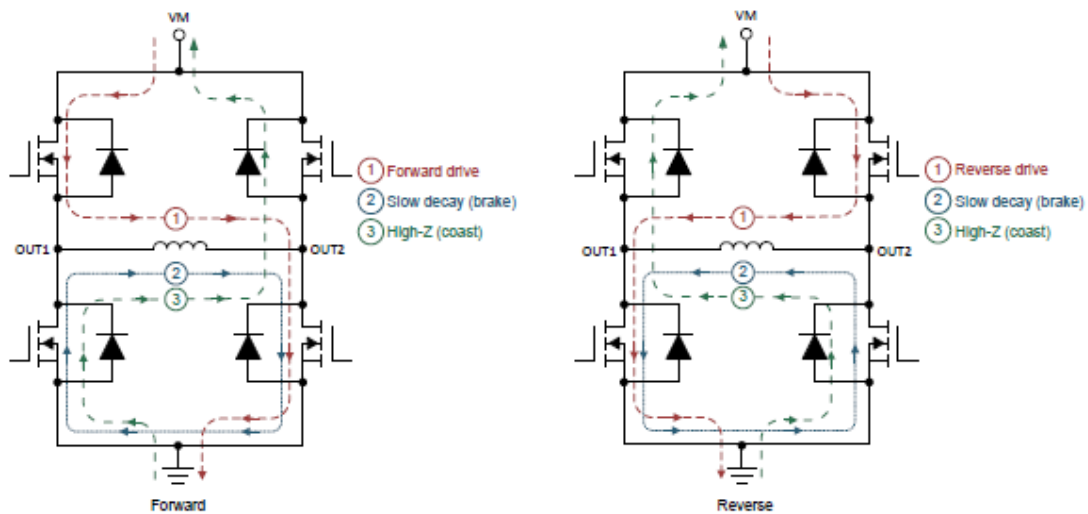 VM
1 Forward drive
2 Slow decay (brake)
3 High-Z (coast)
1
OUT1
OUT2
2
3
Forward
VM
1 Reverse drive
2 Slow decay (brake)
3 High-Z (coast)
1
OUT1
OUT2
2
3
Reverse